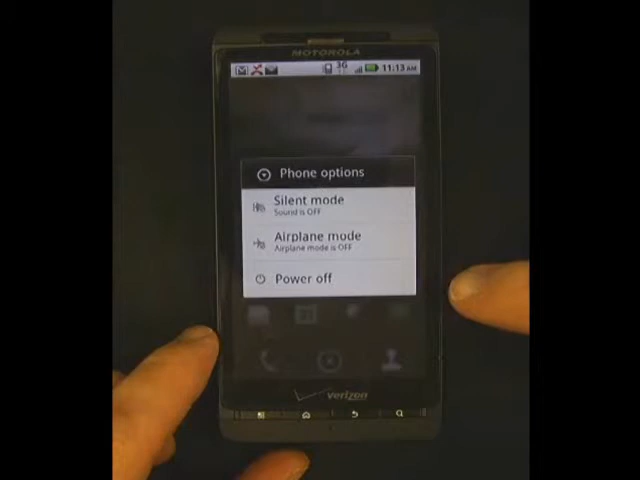 MOTOROLA
3G 11:13 AM
Phone options
Silent mode
Sound is OFF
Airplane mode
Airplane mode is OFF
Power off
verizon